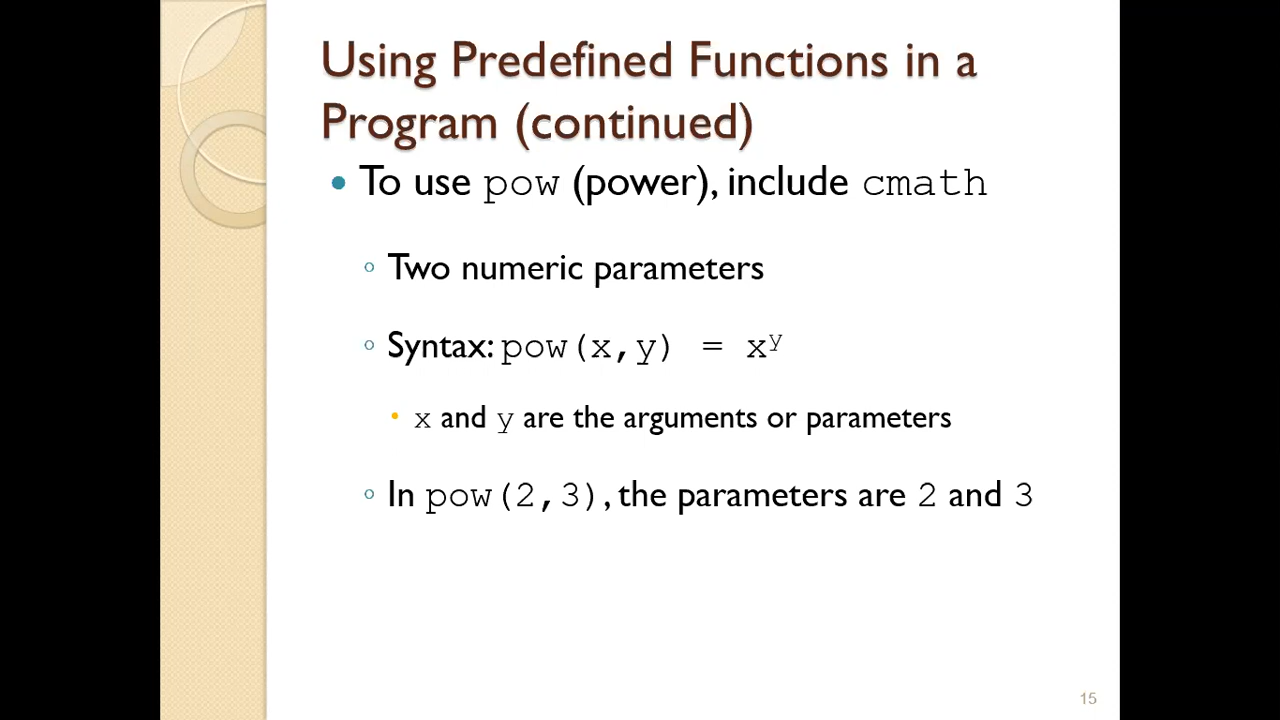 Using Predefined Functions in a
Program (continued)
• To use pow (power), include cmath
◦ Two numeric parameters
◦ Syntax: pow(x,y) = xʸ
• x and y are the arguments or parameters
◦ In pow(2,3), the parameters are 2 and 3
15